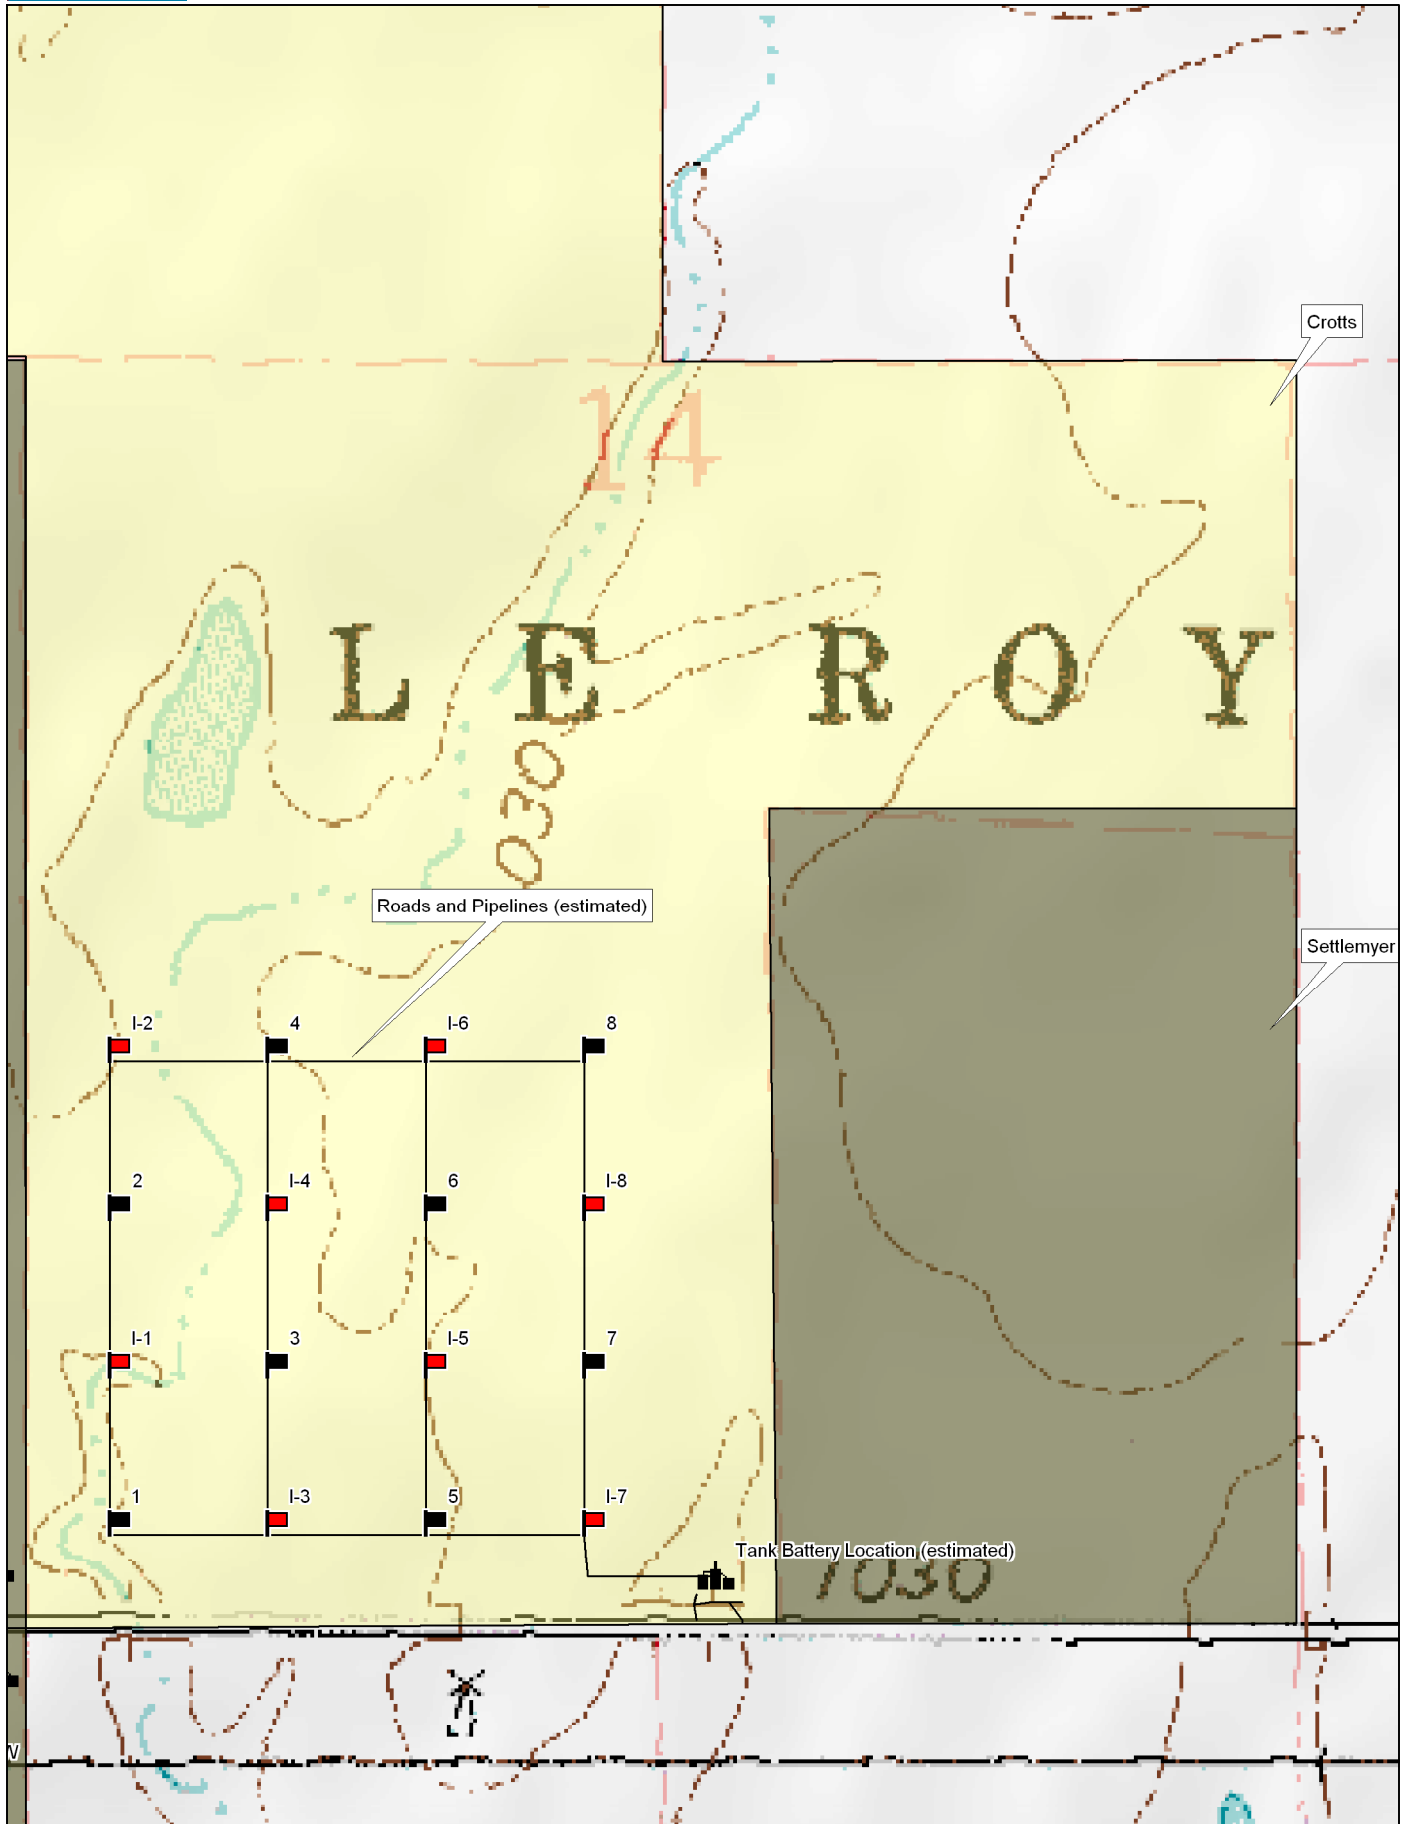 Crotts
14
L E R O Y
030
Roads and Pipelines (estimated)
Settlemyer
I-2 4 I-6 8
2 I-4 6 I-8
I-1 3 I-5 7
1 I-3 5 I-7
Tank Battery Location (estimated)
1030